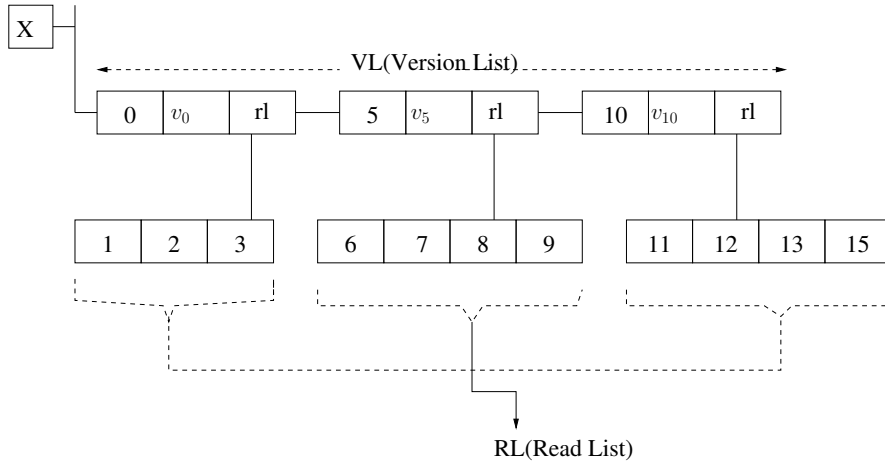 X
VL(Version List)
0 v₀ rl 5 v₅ rl 10 v₁₀ rl
1 2 3 6 7 8 9 11 12 13 15
RL(Read List)